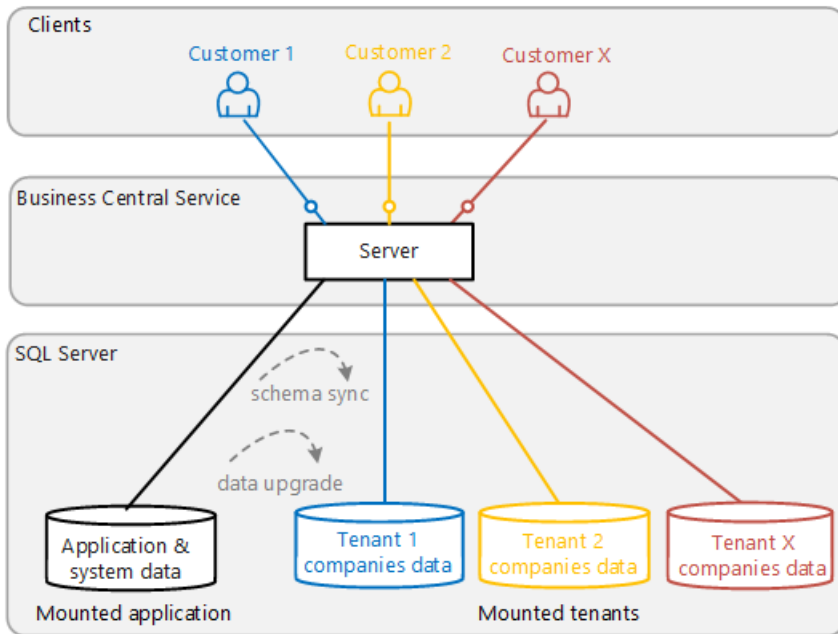 Clients
Customer 1
Customer 2
Customer X
Business Central Service
Server
SQL Server
schema sync
data upgrade
Application &
system data
Tenant 1
companies data
Tenant 2
companies data
Tenant X
companies data
Mounted application
Mounted tenants